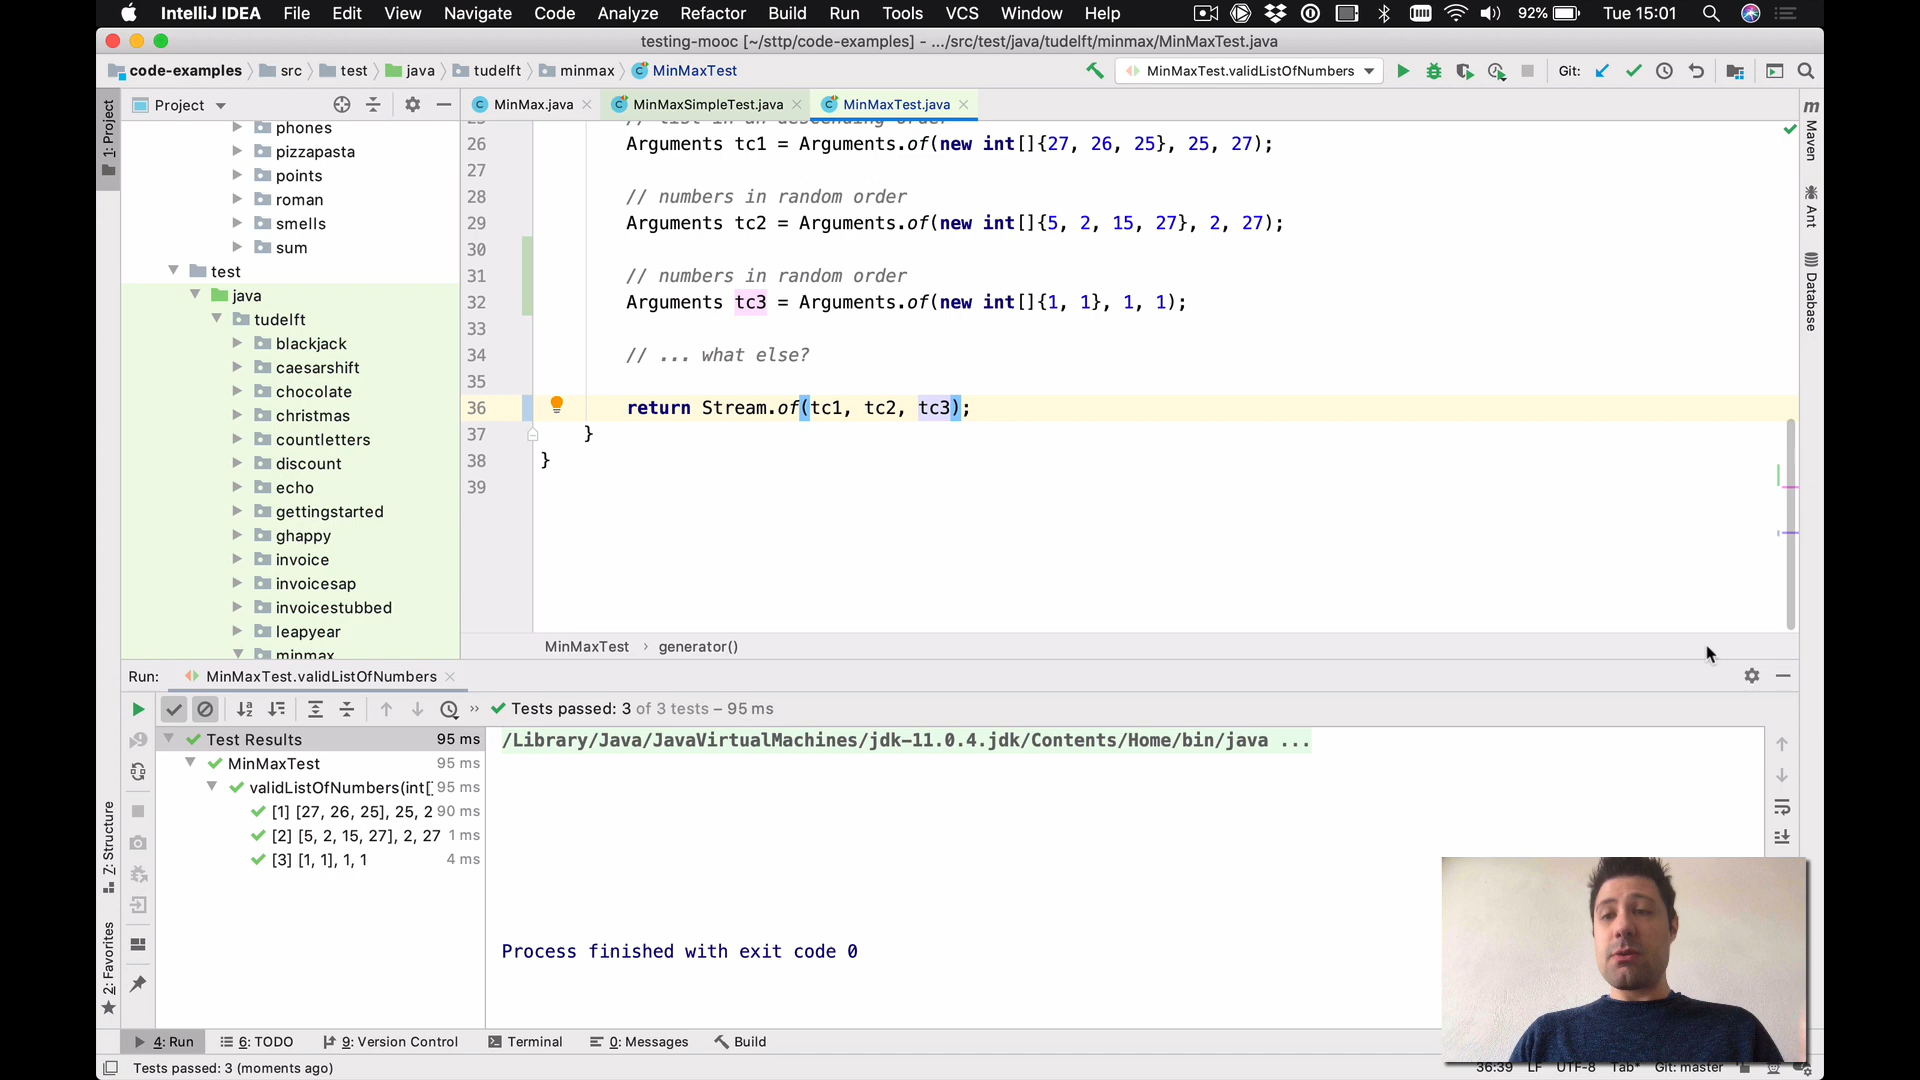 IntelliJ IDEA File Edit View Navigate Code Analyze Refactor Build Run Tools VCS Window Help 92% Tue 15:01
testing-mooc [~/sttp/code-examples] - .../src/test/java/tudelft/minmax/MinMaxTest.java
code-examples src test java tudelft minmax MinMaxTest MinMaxTest.validListOfNumbers Git:
1: Project
Project
MinMax.java MinMaxSimpleTest.java MinMaxTest.java
phones
pizzapasta
points
roman
smells
sum
test
java
tudelft
blackjack
caesarshift
chocolate
christmas
countletters
discount
echo
gettingstarted
ghappy
invoice
invoicesap
invoicestubbed
leapyear
minmax
25 // list in an descending order
26 Arguments tc1 = Arguments.of(new int[]{27, 26, 25}, 25, 27);
27
28 // numbers in random order
29 Arguments tc2 = Arguments.of(new int[]{5, 2, 15, 27}, 2, 27);
30
31 // numbers in random order
32 Arguments tc3 = Arguments.of(new int[]{1, 1}, 1, 1);
33
34 // ... what else?
35
36 return Stream.of(tc1, tc2, tc3);
37 }
38 }
39
MinMaxTest › generator()
m Maven
Ant
Database
Run: MinMaxTest.validListOfNumbers
Tests passed: 3 of 3 tests – 95 ms
Test Results 95 ms
MinMaxTest 95 ms
validListOfNumbers(int[ 95 ms
[1] [27, 26, 25], 25, 2 90 ms
[2] [5, 2, 15, 27], 2, 27 1 ms
[3] [1, 1], 1, 1 4 ms
/Library/Java/JavaVirtualMachines/jdk-11.0.4.jdk/Contents/Home/bin/java ...
Process finished with exit code 0
Z: Structure
2: Favorites
4: Run 6: TODO 9: Version Control Terminal 0: Messages Build
Tests passed: 3 (moments ago) 36:39 LF UTF-8 Tab* Git: master